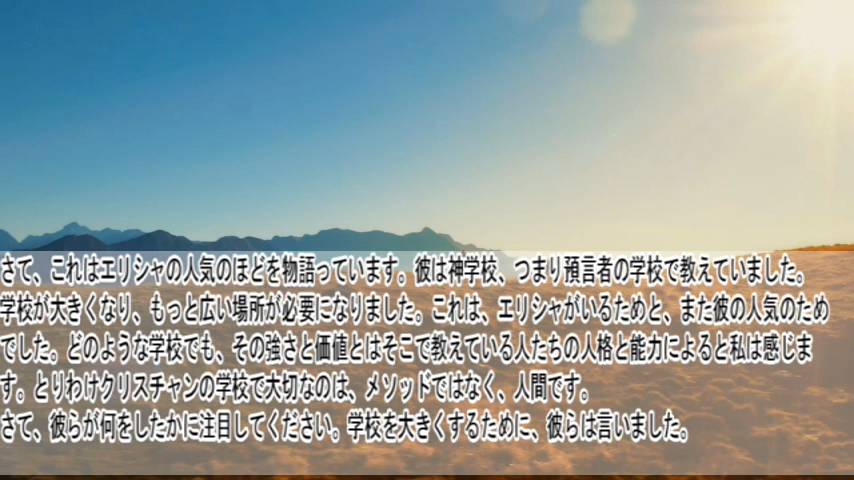 さて、これはエリシャの人気のほどを物語っています。彼は神学校、つまり預言者の学校で教えていました。
学校が大きくなり、もっと広い場所が必要になりました。これは、エリシャがいるためと、また彼の人気のため
でした。どのような学校でも、その強さと価値とはそこで教えている人たちの人格と能力によると私は感じま
す。とりわけクリスチャンの学校で大切なのは、メソッドではなく、人間です。
さて、彼らが何をしたかに注目してください。学校を大きくするために、彼らは言いました。